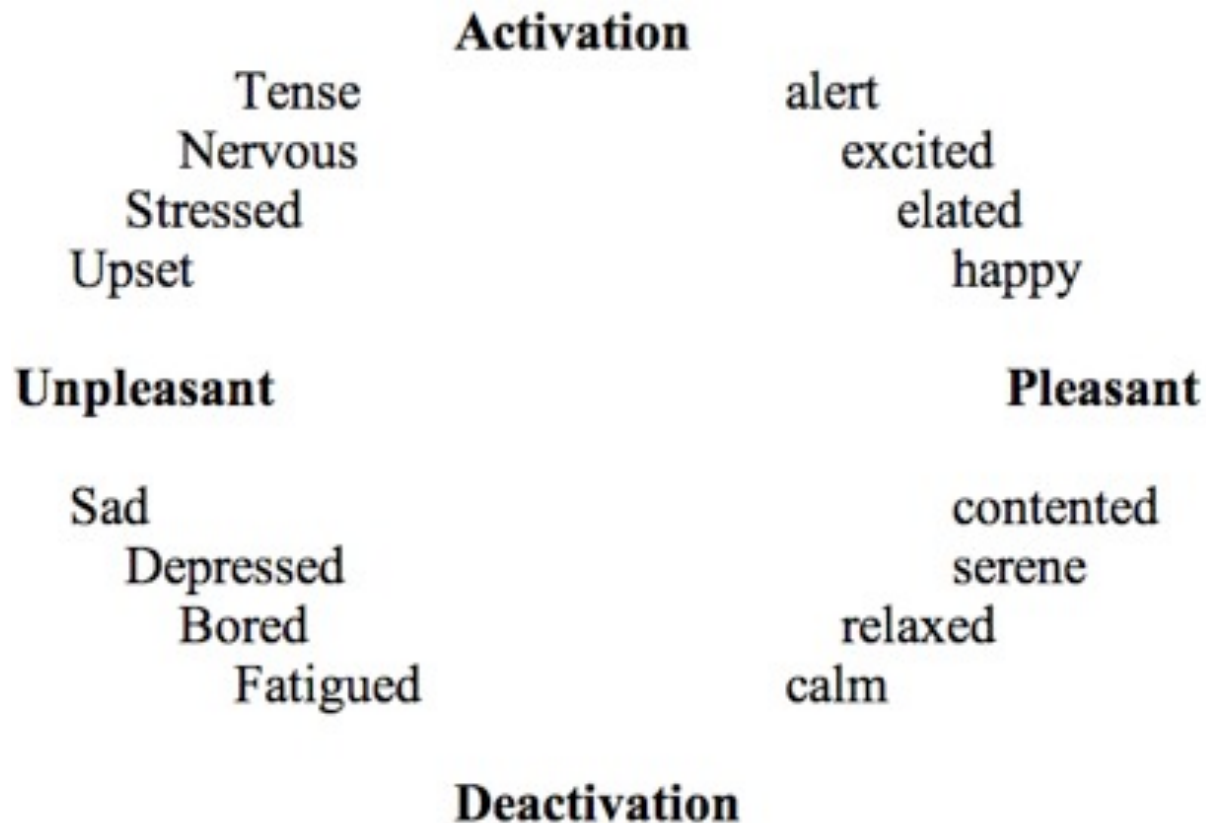 Activation
Tense alert
Nervous excited
Stressed elated
Upset happy
Unpleasant Pleasant
Sad contented
Depressed serene
Bored relaxed
Fatigued calm
Deactivation